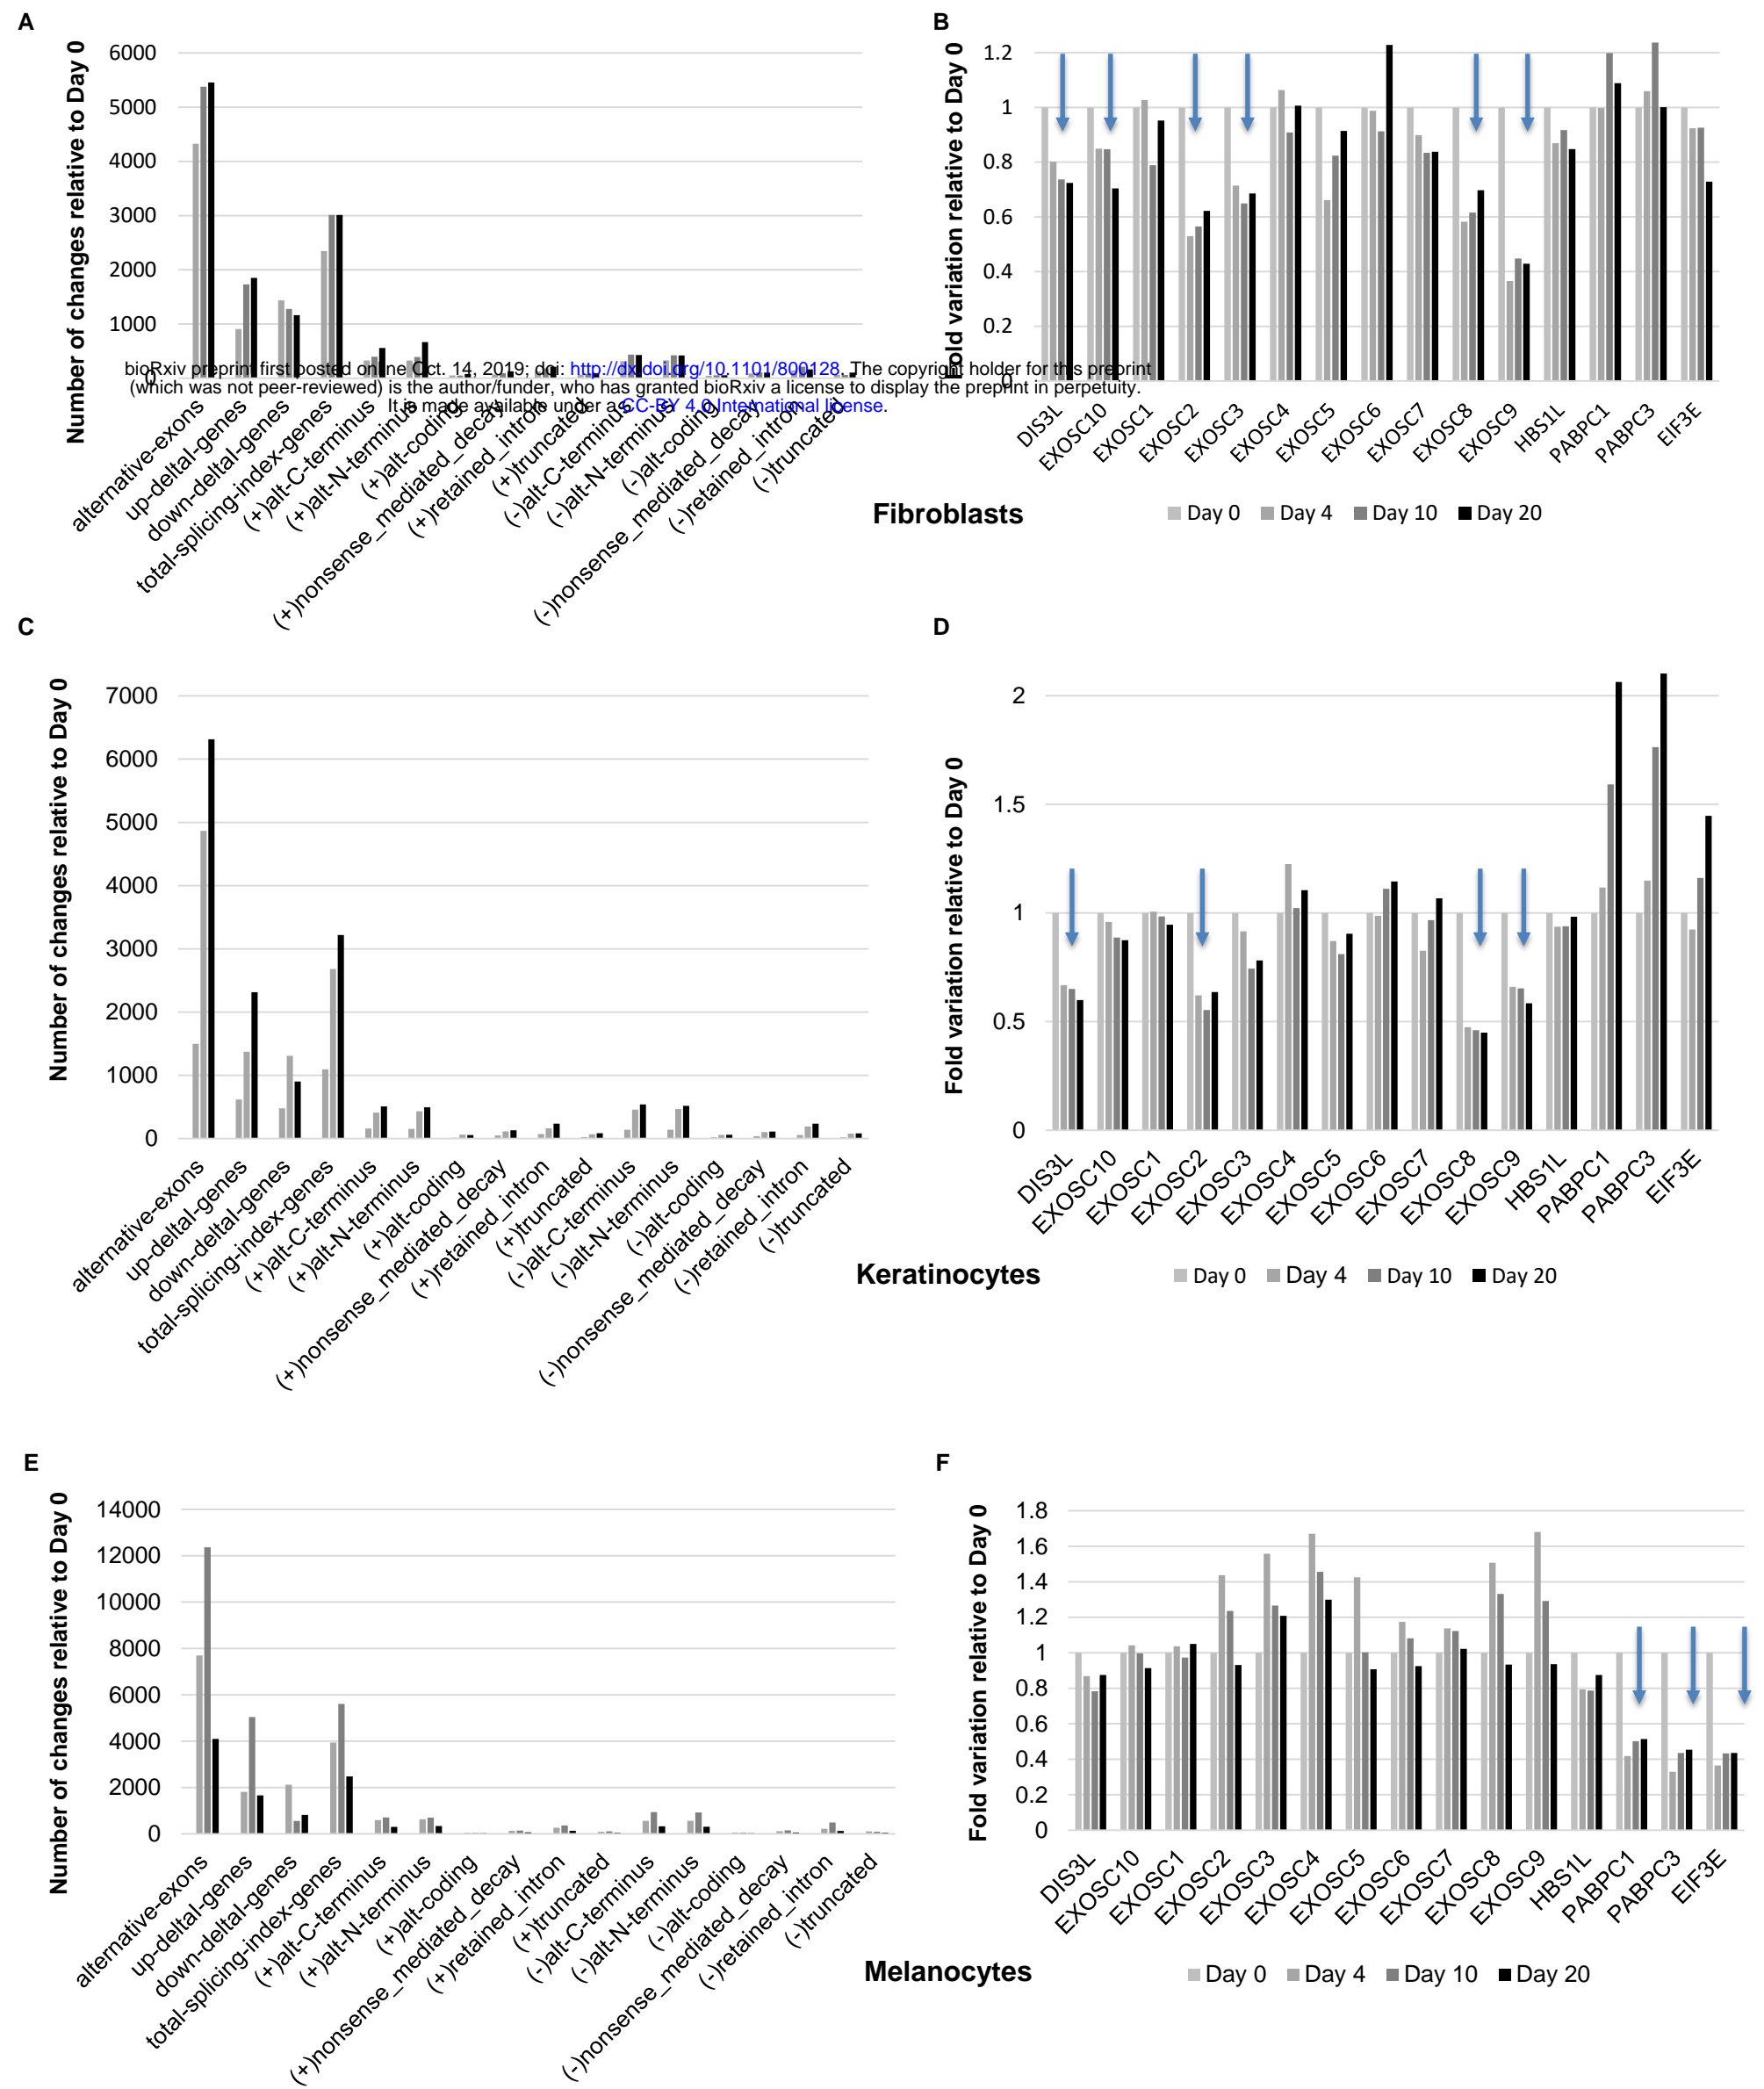 A
B
Number of changes relative to Day 0
6000
5000
4000
3000
2000
1000
0
Fold variation relative to Day 0
1.2
1
0.8
0.6
0.4
0.2
0
bioRxiv preprint first posted online Oct. 14, 2019; doi: http://dx.doi.org/10.1101/800128. The copyright holder for this preprint
(which was not peer-reviewed) is the author/funder, who has granted bioRxiv a license to display the preprint in perpetuity.
It is made available under a CC-BY 4.0 International license.
alternative-exons
up-deltal-genes
down-deltal-genes
total-splicing-index-genes
(+)alt-C-terminus
(+)alt-N-terminus
(+)alt-coding
(+)nonsense_mediated_decay
(+)retained_intron
(+)truncated
(-)alt-C-terminus
(-)alt-N-terminus
(-)alt-coding
(-)nonsense_mediated_decay
(-)retained_intron
(-)truncated
DIS3L
EXOSC10
EXOSC1
EXOSC2
EXOSC3
EXOSC4
EXOSC5
EXOSC6
EXOSC7
EXOSC8
EXOSC9
HBS1L
PABPC1
PABPC3
EIF3E
Fibroblasts
Day 0 Day 4 Day 10 Day 20
C
D
Number of changes relative to Day 0
7000
6000
5000
4000
3000
2000
1000
0
alternative-exons
up-deltal-genes
down-deltal-genes
total-splicing-index-genes
(+)alt-C-terminus
(+)alt-N-terminus
(+)alt-coding
(+)nonsense_mediated_decay
(+)retained_intron
(+)truncated
(-)alt-C-terminus
(-)alt-N-terminus
(-)alt-coding
(-)nonsense_mediated_decay
(-)retained_intron
(-)truncated
Fold variation relative to Day 0
2
1.5
1
0.5
0
DIS3L
EXOSC10
EXOSC1
EXOSC2
EXOSC3
EXOSC4
EXOSC5
EXOSC6
EXOSC7
EXOSC8
EXOSC9
HBS1L
PABPC1
PABPC3
EIF3E
Keratinocytes
Day 0 Day 4 Day 10 Day 20
E
F
Number of changes relative to Day 0
14000
12000
10000
8000
6000
4000
2000
0
alternative-exons
up-deltal-genes
down-deltal-genes
total-splicing-index-genes
(+)alt-C-terminus
(+)alt-N-terminus
(+)alt-coding
(+)nonsense_mediated_decay
(+)retained_intron
(+)truncated
(-)alt-C-terminus
(-)alt-N-terminus
(-)alt-coding
(-)nonsense_mediated_decay
(-)retained_intron
(-)truncated
Fold variation relative to Day 0
1.8
1.6
1.4
1.2
1
0.8
0.6
0.4
0.2
0
DIS3L
EXOSC10
EXOSC1
EXOSC2
EXOSC3
EXOSC4
EXOSC5
EXOSC6
EXOSC7
EXOSC8
EXOSC9
HBS1L
PABPC1
PABPC3
EIF3E
Melanocytes
Day 0 Day 4 Day 10 Day 20